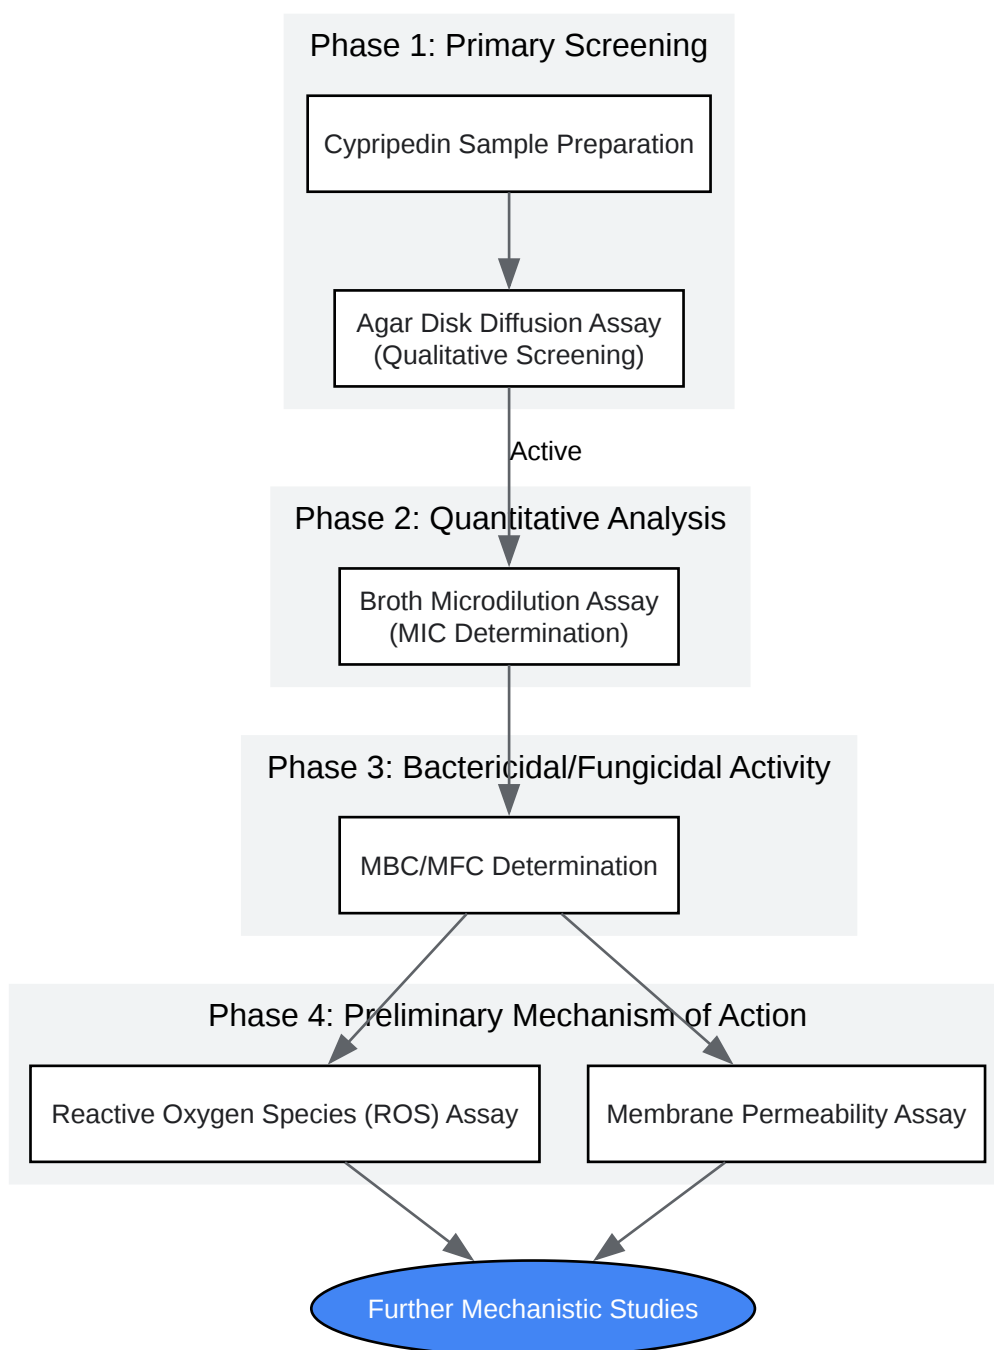 Phase 1: Primary Screening
Cypripedin Sample Preparation
Agar Disk Diffusion Assay
(Qualitative Screening)
Active
Phase 2: Quantitative Analysis
Broth Microdilution Assay
(MIC Determination)
Phase 3: Bactericidal/Fungicidal Activity
MBC/MFC Determination
Phase 4: Preliminary Mechanism of Action
Reactive Oxygen Species (ROS) Assay
Membrane Permeability Assay
Further Mechanistic Studies